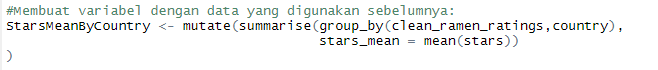 #Membuat variabel dengan data yang digunakan sebelumnya:
StarsMeanByCountry <- mutate(summarise(group_by(clean_ramen_ratings,country),
stars_mean = mean(stars))
)